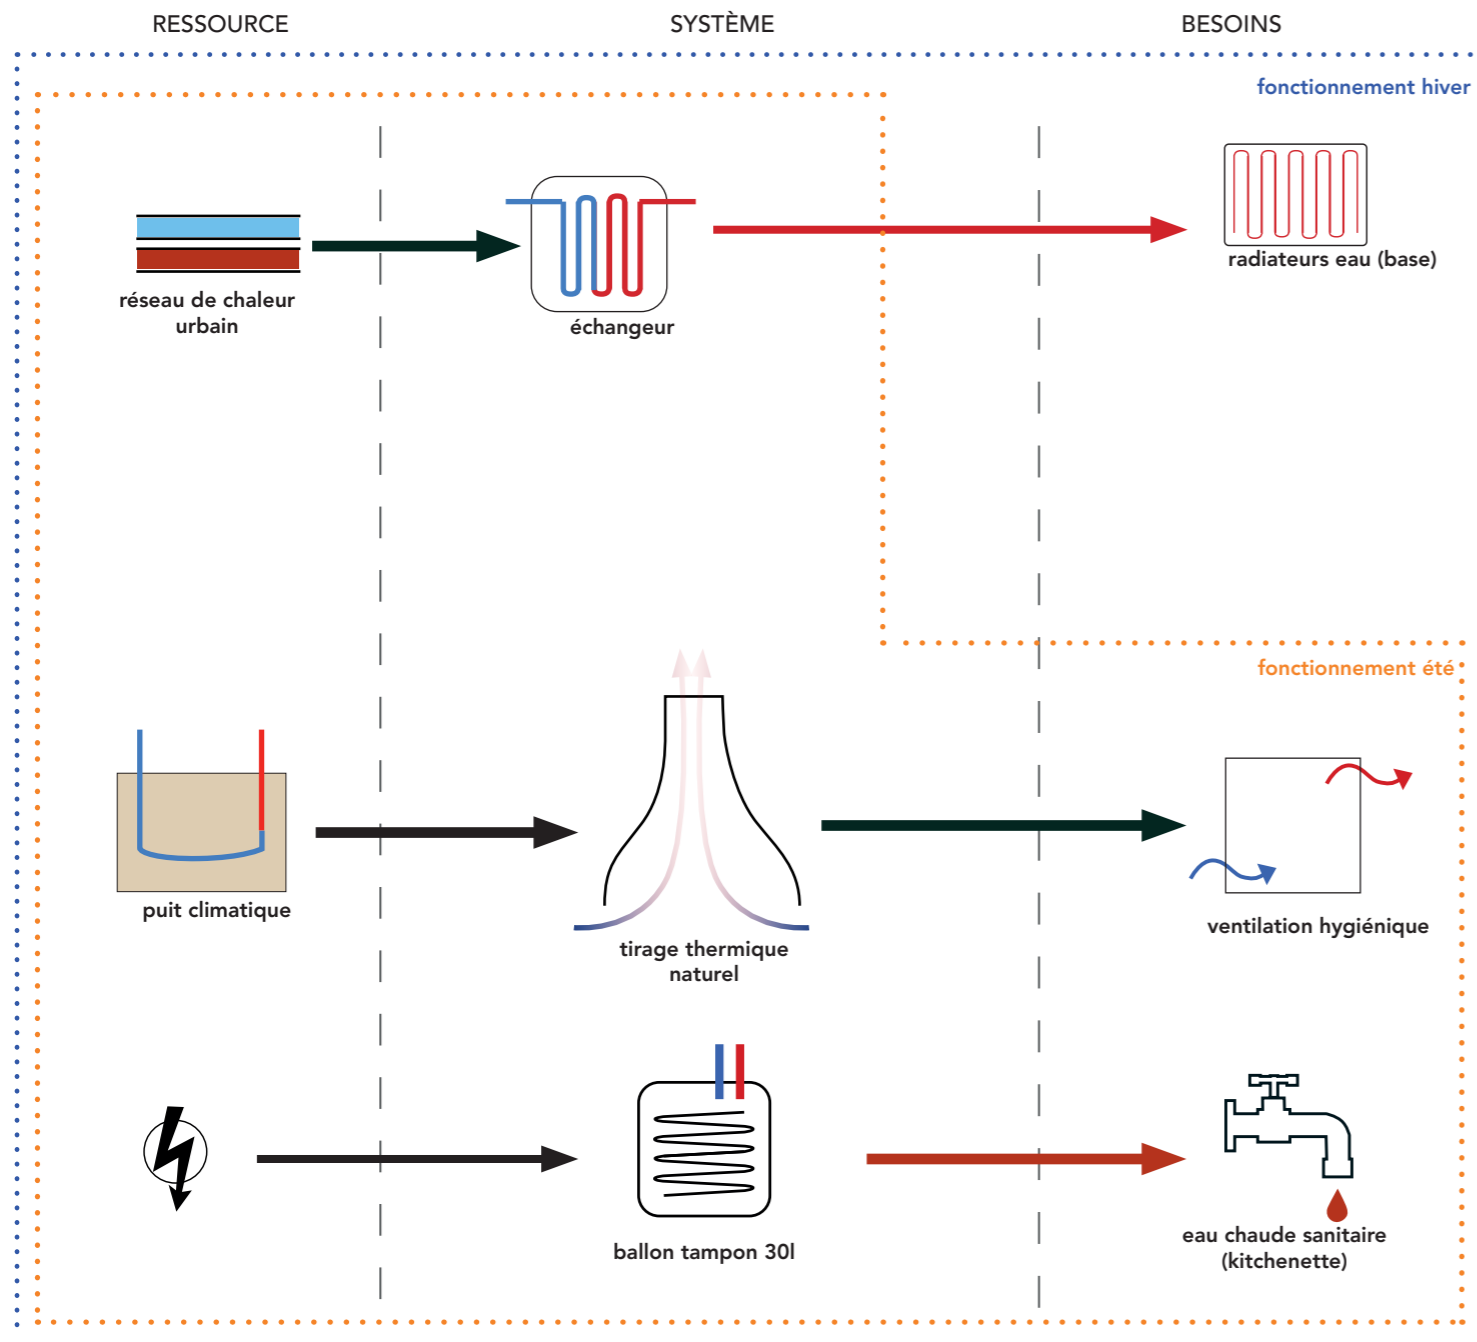 RESSOURCE
SYSTÈME
BESOINS
fonctionnement hiver
réseau de chaleur
urbain
échangeur
radiateurs eau (base)
fonctionnement été
puit climatique
tirage thermique
naturel
ventilation hygiénique
ballon tampon 30l
eau chaude sanitaire
(kitchenette)